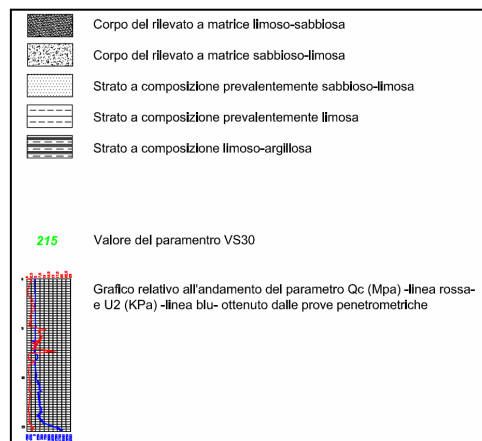 Corpo del rilevato a matrice limoso-sabbiosa
Corpo del rilevato a matrice sabbioso-limosa
Strato a composizione prevalentemente sabbioso-limosa
Strato a composizione prevalentemente limosa
Strato a composizione limoso-argillosa
215 Valore del paramentro VS30
Grafico relativo all'andamento del parametro Qc (Mpa) -linea rossa-
e U2 (KPa) -linea blu- ottenuto dalle prove penetrometriche